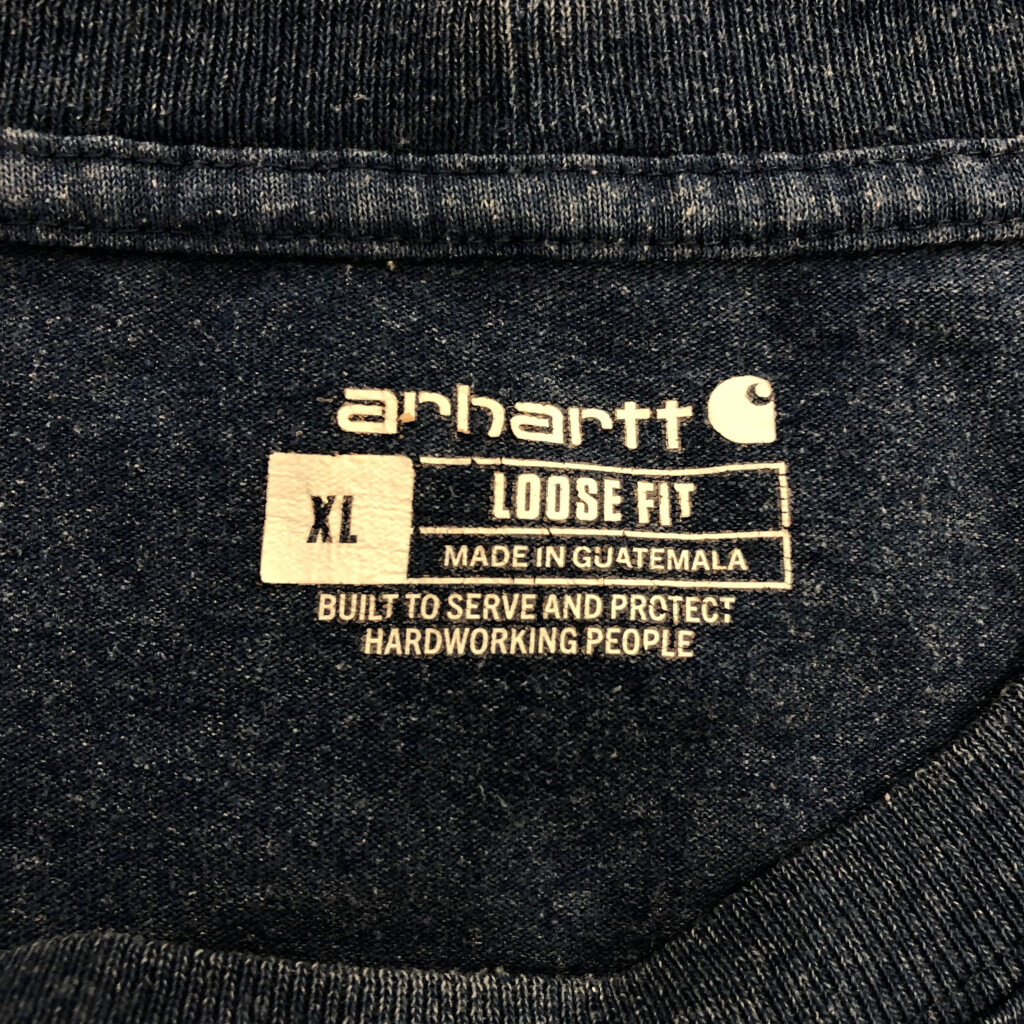 arhartt
XL
LOOSE FIT
MADE IN GUATEMALA
BUILT TO SERVE AND PROTECT
HARDWORKING PEOPLE